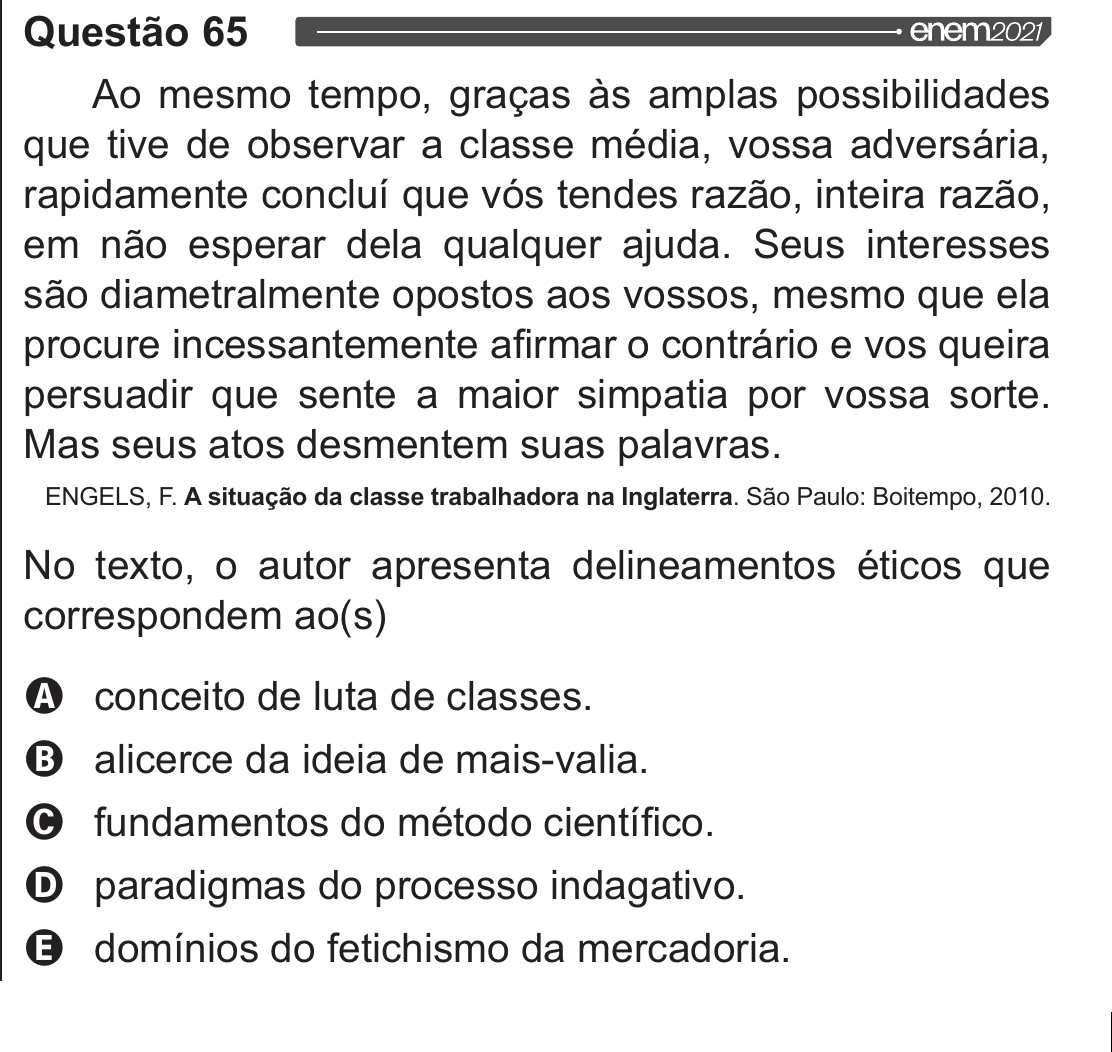 Questão 65
enem2021
Ao mesmo tempo, graças às amplas possibilidades
que tive de observar a classe média, vossa adversária,
rapidamente concluí que vós tendes razão, inteira razão,
em não esperar dela qualquer ajuda. Seus interesses
são diametralmente opostos aos vossos, mesmo que ela
procure incessantemente afirmar o contrário e vos queira
persuadir que sente a maior simpatia por vossa sorte.
Mas seus atos desmentem suas palavras.
ENGELS, F. A situação da classe trabalhadora na Inglaterra. São Paulo: Boitempo, 2010.
No texto, o autor apresenta delineamentos éticos que
correspondem ao(s)
A conceito de luta de classes.
B alicerce da ideia de mais-valia.
C fundamentos do método científico.
D paradigmas do processo indagativo.
E domínios do fetichismo da mercadoria.